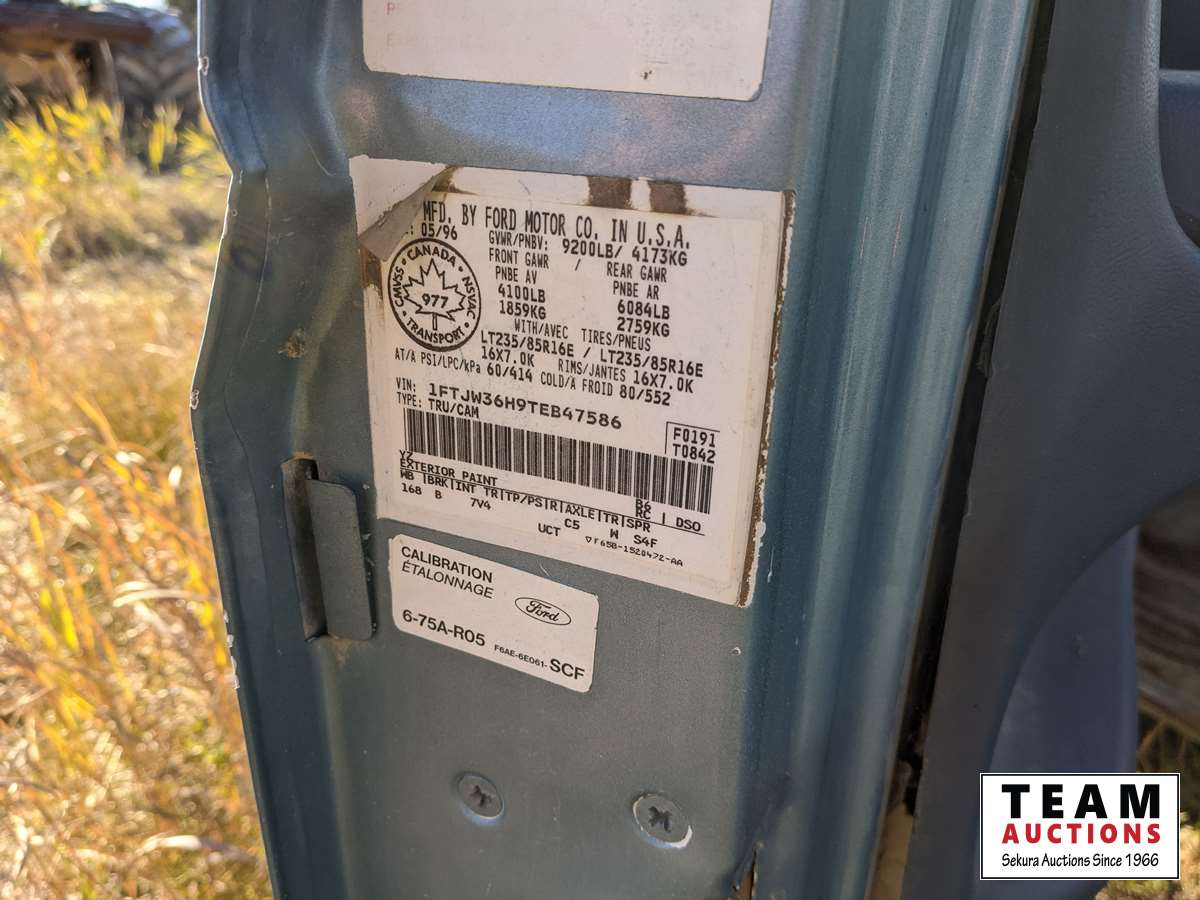 P
E
MFD. BY FORD MOTOR CO. IN U.S.A.
: 05/96
GVWR/PNBV: 9200LB/ 4173KG
FRONT GAWR / REAR GAWR
PNBE AV PNBE AR
4100LB 6084LB
1859KG 2759KG
WITH/AVEC TIRES/PNEUS
LT235/85R16E / LT235/85R16E
16X7.0K RIMS/JANTES 16X7.0K
AT/A PSI/LPC/kPa 60/414 COLD/A FROID 80/552
CANADA
CMVSS NSVAC
977
TRANSPORT
VIN: 1FTJW36H9TEB47586
TYPE: TRU/CAM
F0191
T0842
YZ
EXTERIOR PAINT B6 RC DSO
WB |BRK|INT TR|TP/PS|R|AXLE|TR|SPR
168 B 7V4 UCT C5 W S4F
▽F65B-1520472-AA
CALIBRATION
ÉTALONNAGE
Ford
6-75A-R05 F6AE-6E061- SCF
TEAM
AUCTIONS
Sekura Auctions Since 1966